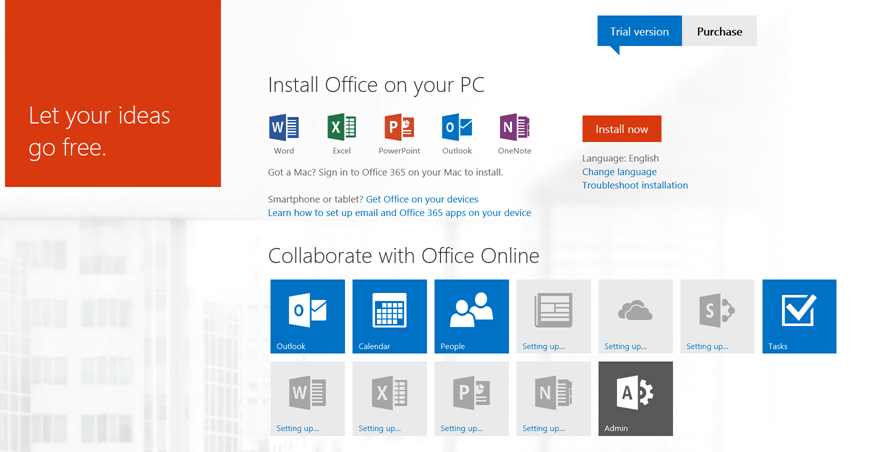 Let your ideas
go free.
Trial version
Purchase
Install Office on your PC
W
X
P
O
N
Word
Excel
PowerPoint
Outlook
OneNote
Install now
Language: English
Change language
Troubleshoot installation
Got a Mac? Sign in to Office 365 on your Mac to install.
Smartphone or tablet? Get Office on your devices
Learn how to set up email and Office 365 apps on your device
Collaborate with Office Online
O
S
Outlook
Calendar
People
Setting up...
Setting up...
Setting up...
Tasks
W
X
P
N
A
Setting up...
Setting up...
Setting up...
Setting up...
Admin